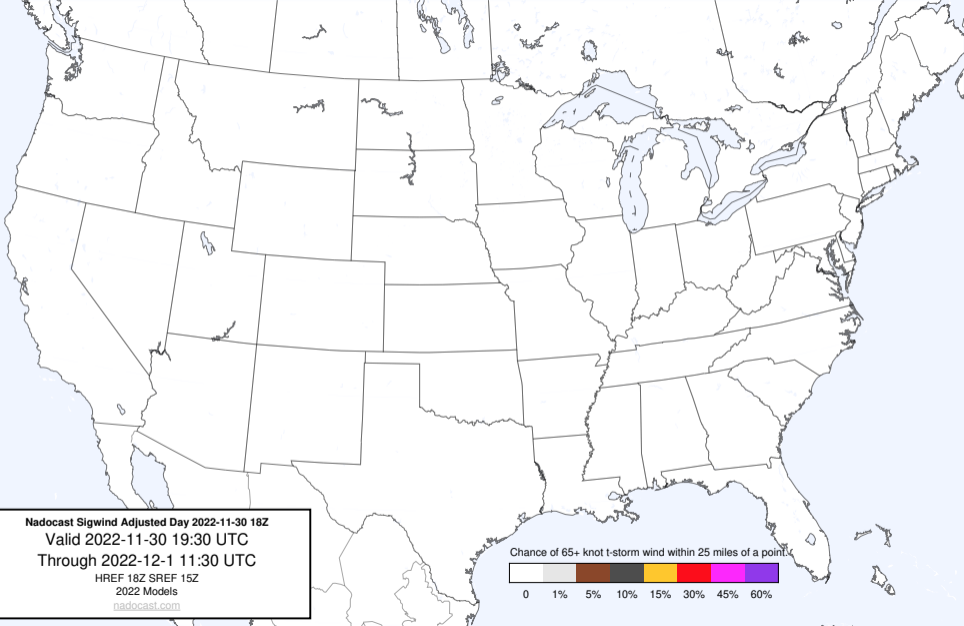 Nadocast Sigwind Adjusted Day 2022-11-30 18Z
Valid 2022-11-30 19:30 UTC
Through 2022-12-1 11:30 UTC
HREF 18Z SREF 15Z
2022 Models
nadocast.com
Chance of 65+ knot t-storm wind within 25 miles of a point.
0 1% 5% 10% 15% 30% 45% 60%